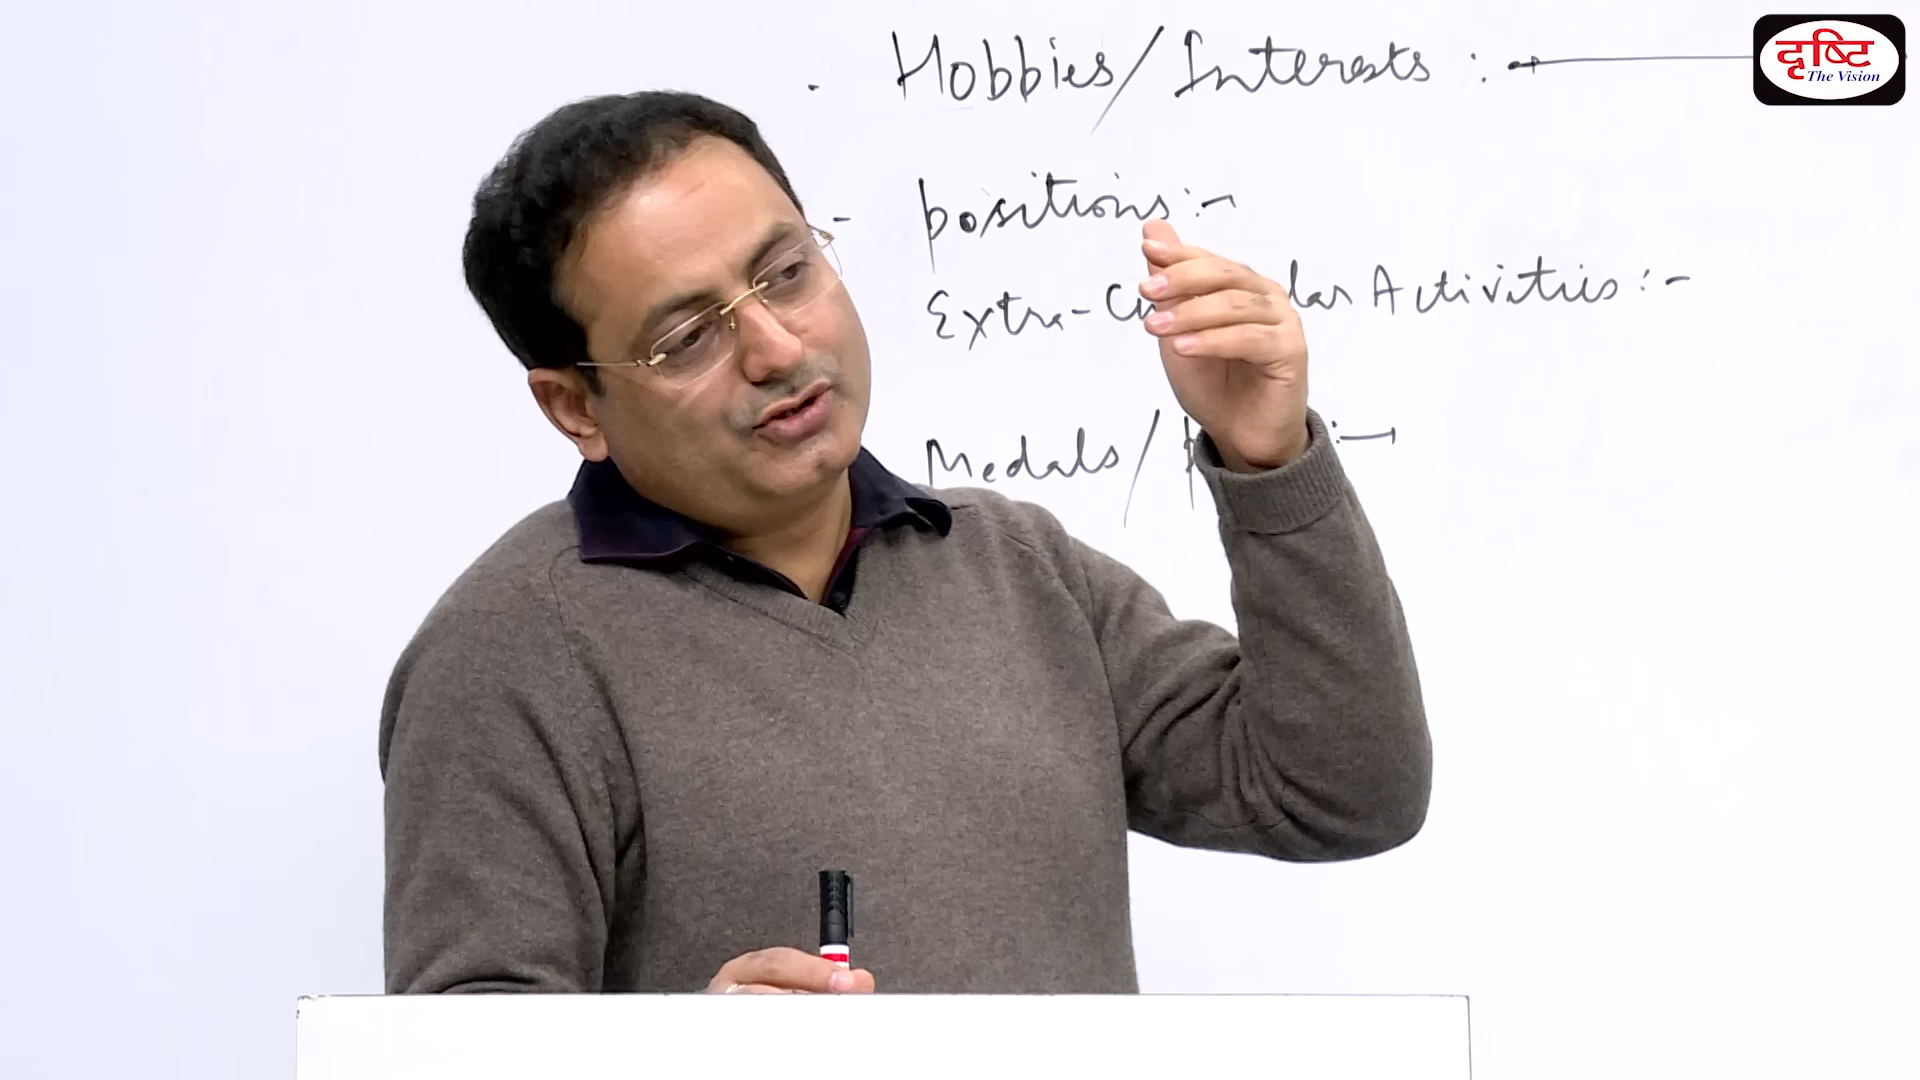 Hobbies/Interests :-
दृष्टि
The Vision
- positions :-
Extra- Activities :-
Medals/